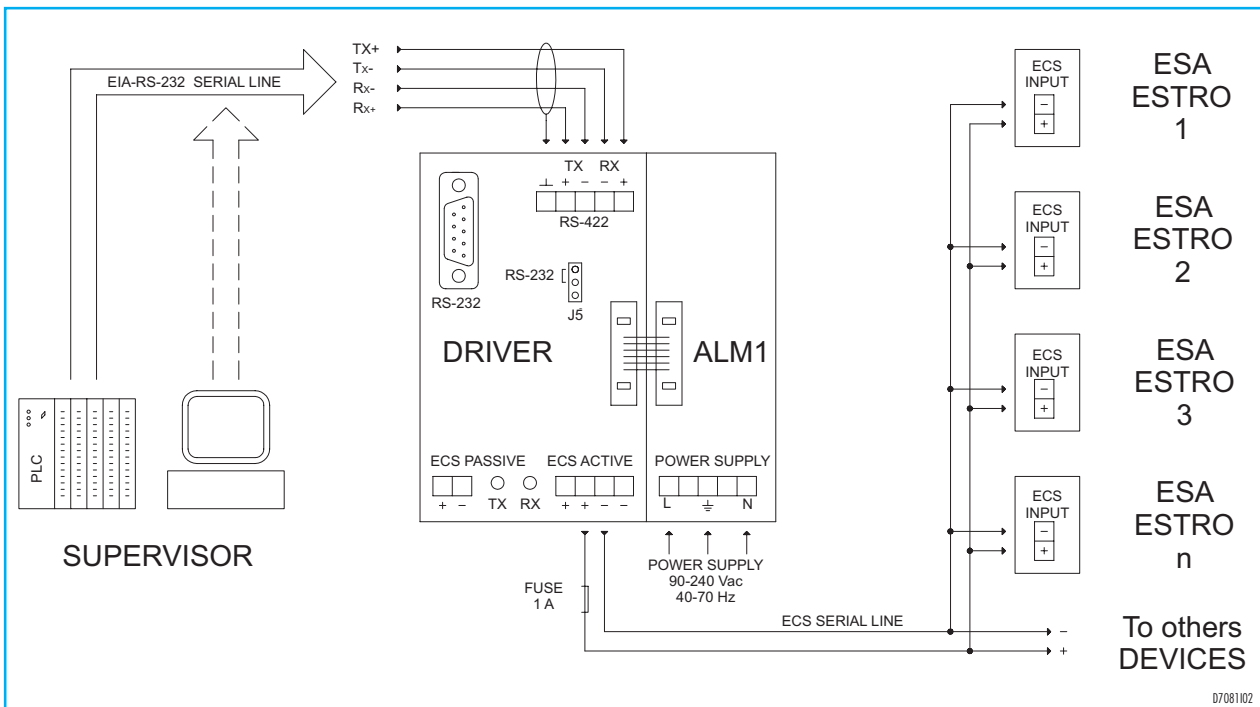 TX+
Tx-
Rx-
Rx+
EIA-RS-232 SERIAL LINE
PLC
SUPERVISOR
TX RX
⊥ + − − +
RS-422
RS-232
RS-232
J5
DRIVER
ALM1
ECS PASSIVE
ECS ACTIVE
POWER SUPPLY
+ −
TX RX
+ + − −
L ⏚ N
FUSE
1 A
POWER SUPPLY
90-240 Vac
40-70 Hz
ECS SERIAL LINE
ECS
INPUT
−
+
ESA
ESTRO
1
ECS
INPUT
−
+
ESA
ESTRO
2
ECS
INPUT
−
+
ESA
ESTRO
3
ECS
INPUT
−
+
ESA
ESTRO
n
−
+
To others
DEVICES
D7081I02